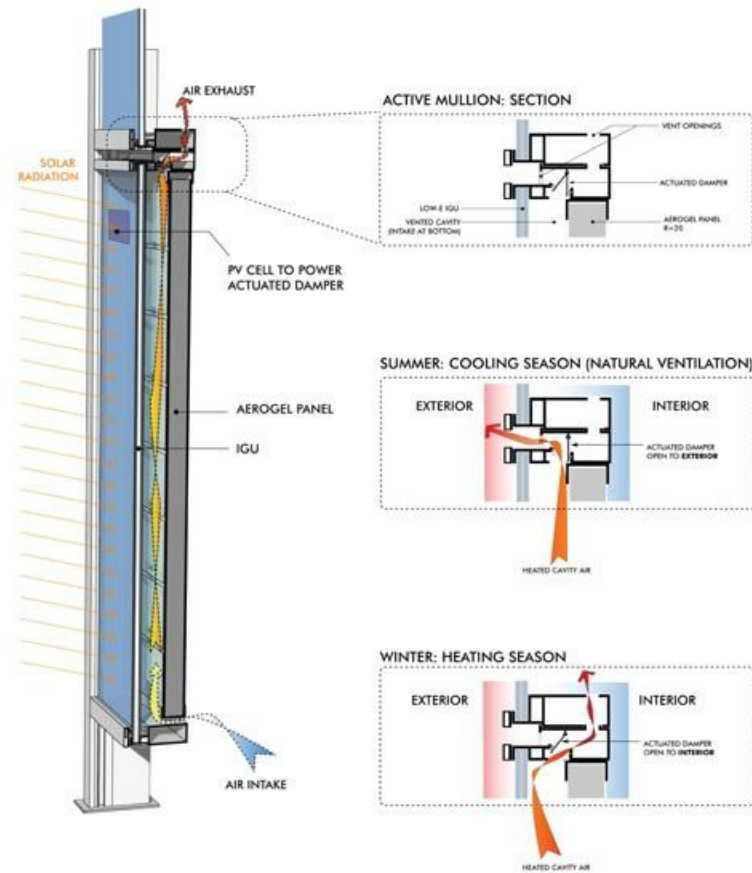 AIR EXHAUST
SOLAR
RADIATION
PV CELL TO POWER
ACTUATED DAMPER
AEROGEL PANEL
IGU
AIR INTAKE
ACTIVE MULLION: SECTION
VENT OPENINGS
ACTUATED DAMPER
LOW-E IGU
VENTED CAVITY
(INTAKE AT BOTTOM)
AEROGEL PANEL
R=20
SUMMER: COOLING SEASON (NATURAL VENTILATION)
EXTERIOR
INTERIOR
ACTUATED DAMPER
OPEN TO EXTERIOR
HEATED CAVITY AIR
WINTER: HEATING SEASON
EXTERIOR
INTERIOR
ACTUATED DAMPER
OPEN TO INTERIOR
HEATED CAVITY AIR